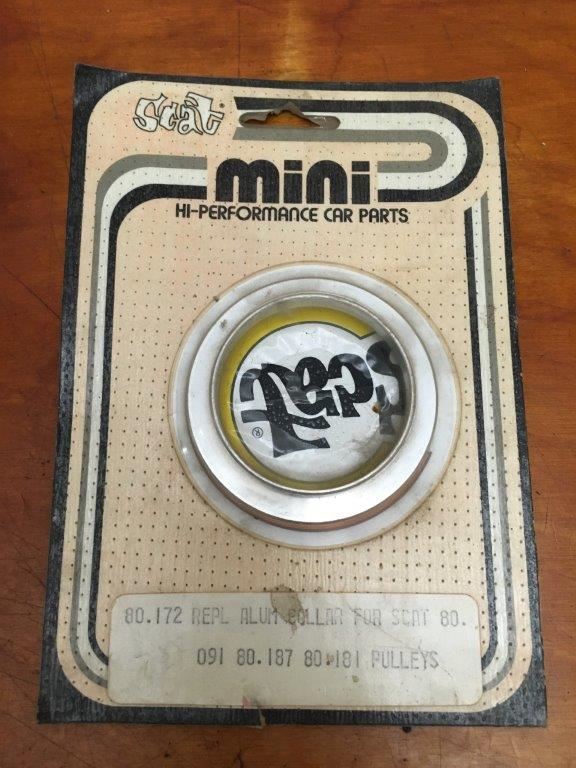 Scat
mini
HI-PERFORMANCE CAR PARTS
Scat
®
80.172 REPL ALUM COLLAR FOR SCAT 80.
091 80.187 80.181 PULLEYS